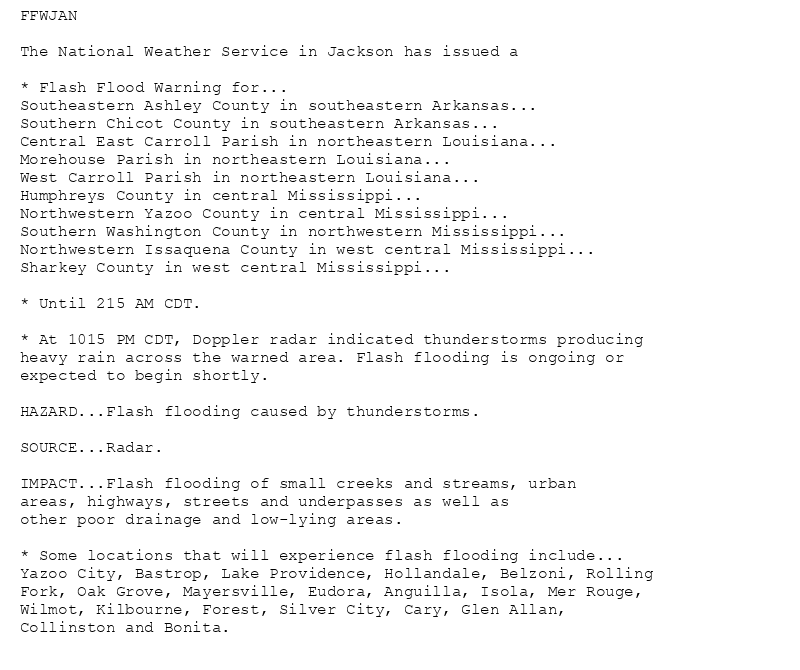 FFWJAN
The National Weather Service in Jackson has issued a
* Flash Flood Warning for...
Southeastern Ashley County in southeastern Arkansas...
Southern Chicot County in southeastern Arkansas...
Central East Carroll Parish in northeastern Louisiana...
Morehouse Parish in northeastern Louisiana...
West Carroll Parish in northeastern Louisiana...
Humphreys County in central Mississippi...
Northwestern Yazoo County in central Mississippi...
Southern Washington County in northwestern Mississippi...
Northwestern Issaquena County in west central Mississippi...
Sharkey County in west central Mississippi...
* Until 215 AM CDT.
* At 1015 PM CDT, Doppler radar indicated thunderstorms producing
heavy rain across the warned area. Flash flooding is ongoing or
expected to begin shortly.
HAZARD...Flash flooding caused by thunderstorms.
SOURCE...Radar.
IMPACT...Flash flooding of small creeks and streams, urban
areas, highways, streets and underpasses as well as
other poor drainage and low-lying areas.
* Some locations that will experience flash flooding include...
Yazoo City, Bastrop, Lake Providence, Hollandale, Belzoni, Rolling
Fork, Oak Grove, Mayersville, Eudora, Anguilla, Isola, Mer Rouge,
Wilmot, Kilbourne, Forest, Silver City, Cary, Glen Allan,
Collinston and Bonita.